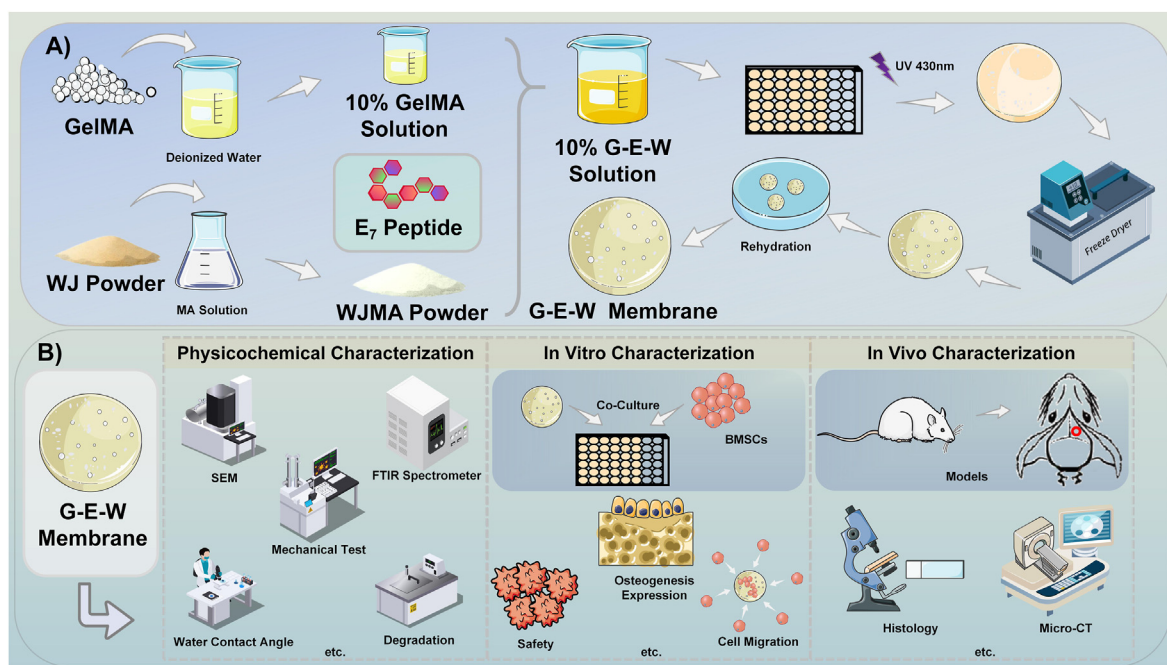 A)
GelMA
Deionized Water
10% GelMA
Solution
WJ Powder
MA Solution
E₇ Peptide
WJMA Powder
10% G-E-W
Solution
UV 430nm
Freeze Dryer
Rehydration
G-E-W Membrane
B)
G-E-W
Membrane
Physicochemical Characterization
SEM
FTIR Spectrometer
Mechanical Test
Water Contact Angle
Degradation
etc.
In Vitro Characterization
Co-Culture
BMSCs
Osteogenesis
Expression
Safety
Cell Migration
etc.
In Vivo Characterization
Models
Histology
Micro-CT
etc.